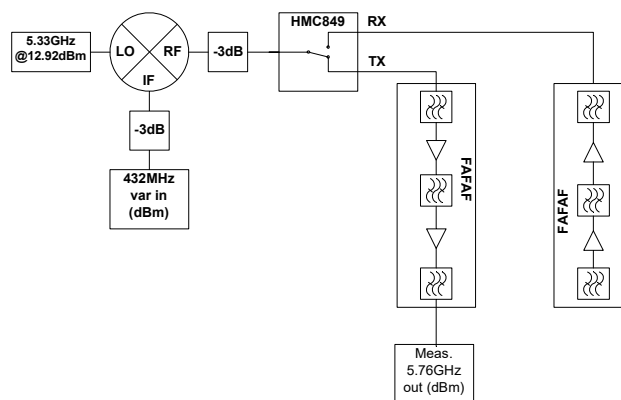 HMC849
RX
TX
5.33GHz
@12.92dBm
LO
RF
IF
-3dB
-3dB
432MHz
var in
(dBm)
FAFAF
FAFAF
Meas.
5.76GHz
out (dBm)